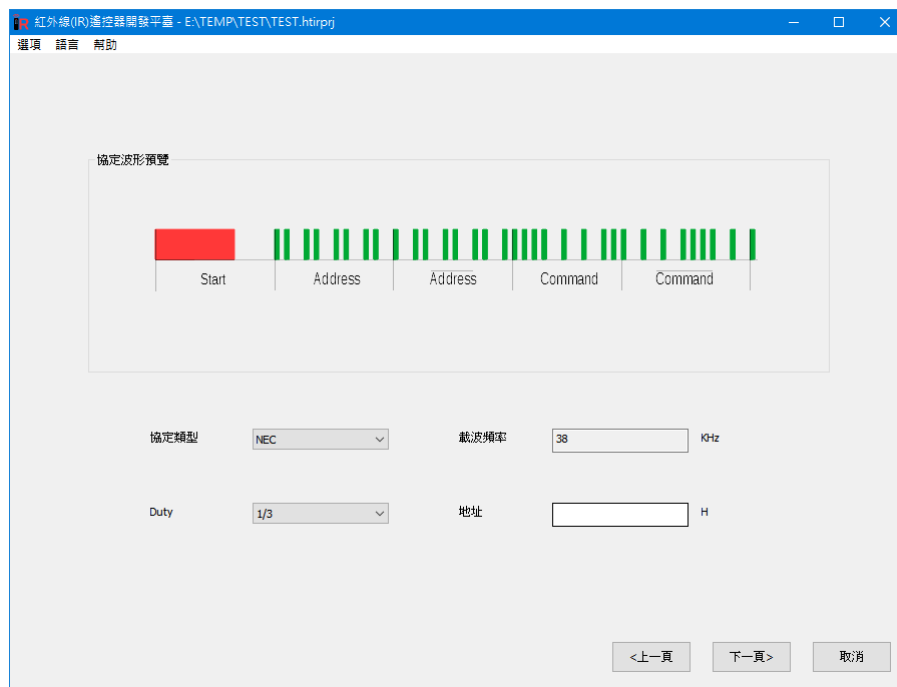 紅外線(IR)遙控器開發平臺 - E:\TEMP\TEST\TEST.htirprj
選項 語言 幫助
協定波形預覽
Start Address Address Command Command
協定類型 NEC 載波頻率 38 KHz
Duty 1/3 地址 H
<上一頁 下一頁> 取消